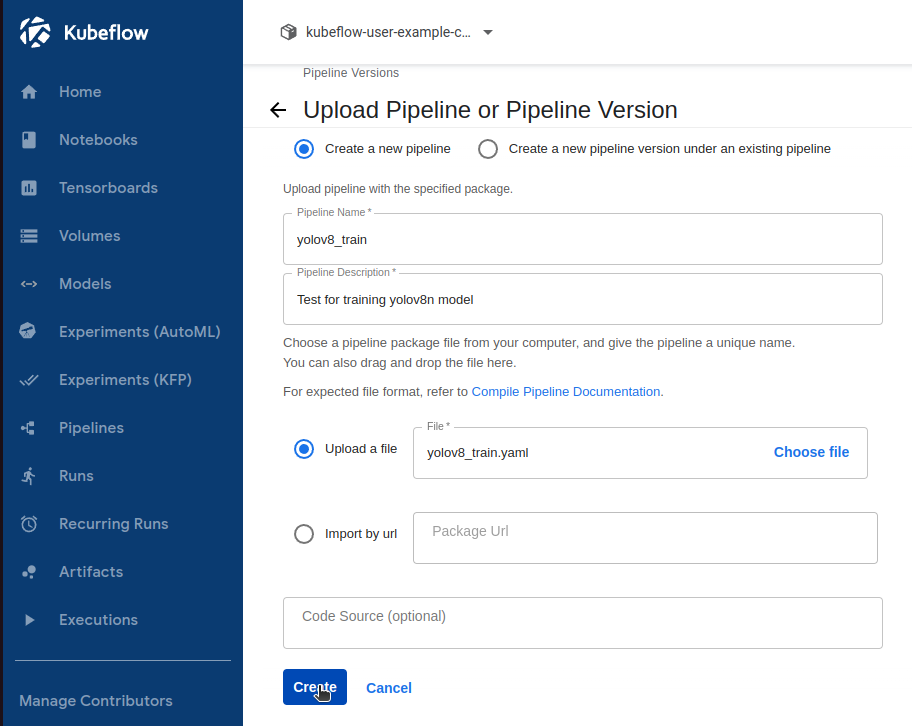 Kubeflow
Home
Notebooks
Tensorboards
Volumes
Models
Experiments (AutoML)
Experiments (KFP)
Pipelines
Runs
Recurring Runs
Artifacts
Executions
Manage Contributors
kubeflow-user-example-c...
Pipeline Versions
Upload Pipeline or Pipeline Version
Create a new pipeline Create a new pipeline version under an existing pipeline
Upload pipeline with the specified package.
Pipeline Name *
yolov8_train
Pipeline Description *
Test for training yolov8n model
Choose a pipeline package file from your computer, and give the pipeline a unique name.
You can also drag and drop the file here.
For expected file format, refer to Compile Pipeline Documentation.
File *
Upload a file yolov8_train.yaml Choose file
Import by url Package Url
Code Source (optional)
Create Cancel